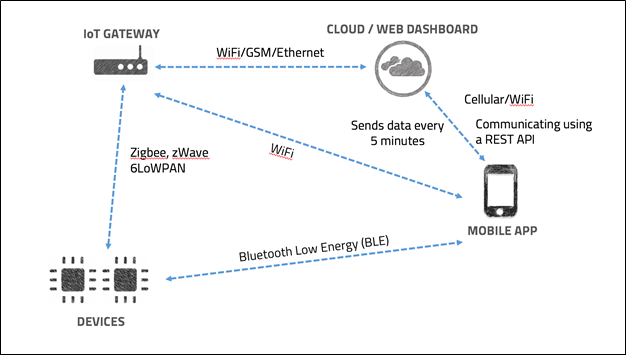 IoT GATEWAY
CLOUD / WEB DASHBOARD
WiFi/GSM/Ethernet
Cellular/WiFi
Sends data every
5 minutes
Communicating using
a REST API
Zigbee, zWave
6LoWPAN
WiFi
MOBILE APP
Bluetooth Low Energy (BLE)
DEVICES